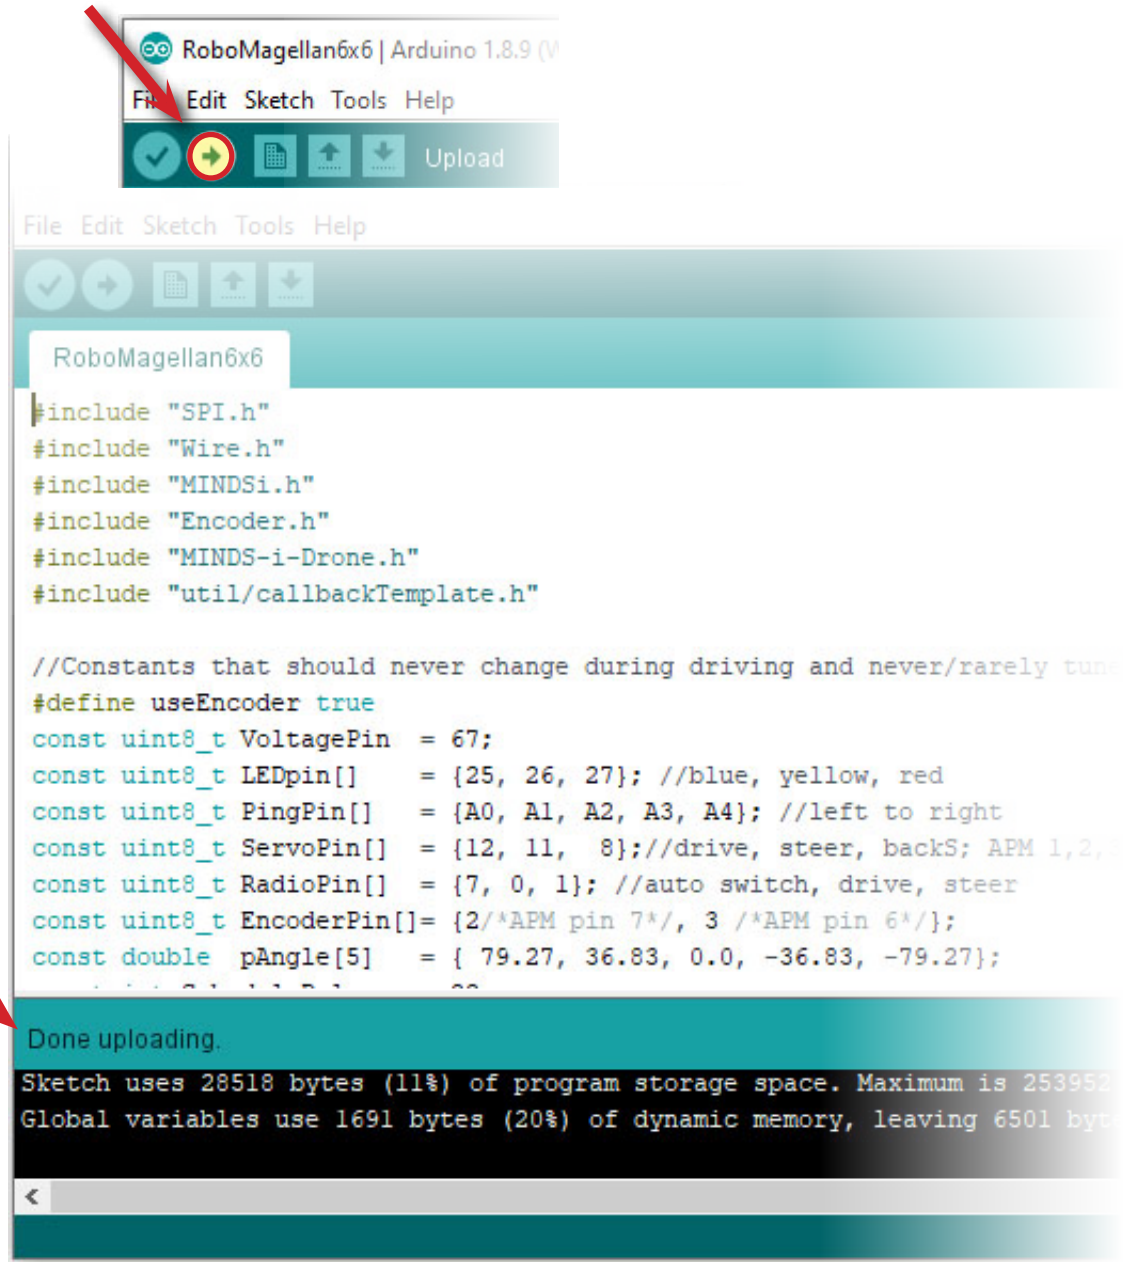 RoboMagellan6x6 | Arduino 1.8.9 (W
File Edit Sketch Tools Help
Upload
File Edit Sketch Tools Help
RoboMagellan6x6
#include "SPI.h"
#include "Wire.h"
#include "MINDSi.h"
#include "Encoder.h"
#include "MINDS-i-Drone.h"
#include "util/callbackTemplate.h"
//Constants that should never change during driving and never/rarely tune
#define useEncoder true
const uint8_t VoltagePin = 67;
const uint8_t LEDpin[] = {25, 26, 27}; //blue, yellow, red
const uint8_t PingPin[] = {A0, A1, A2, A3, A4}; //left to right
const uint8_t ServoPin[] = {12, 11, 8};//drive, steer, backS; APM 1,2,
const uint8_t RadioPin[] = {7, 0, 1}; //auto switch, drive, steer
const uint8_t EncoderPin[]= {2/*APM pin 7*/, 3 /*APM pin 6*/};
const double pAngle[5] = { 79.27, 36.83, 0.0, -36.83, -79.27};
Done uploading.
Sketch uses 28518 bytes (11%) of program storage space. Maximum is 253952
Global variables use 1691 bytes (20%) of dynamic memory, leaving 6501 byte